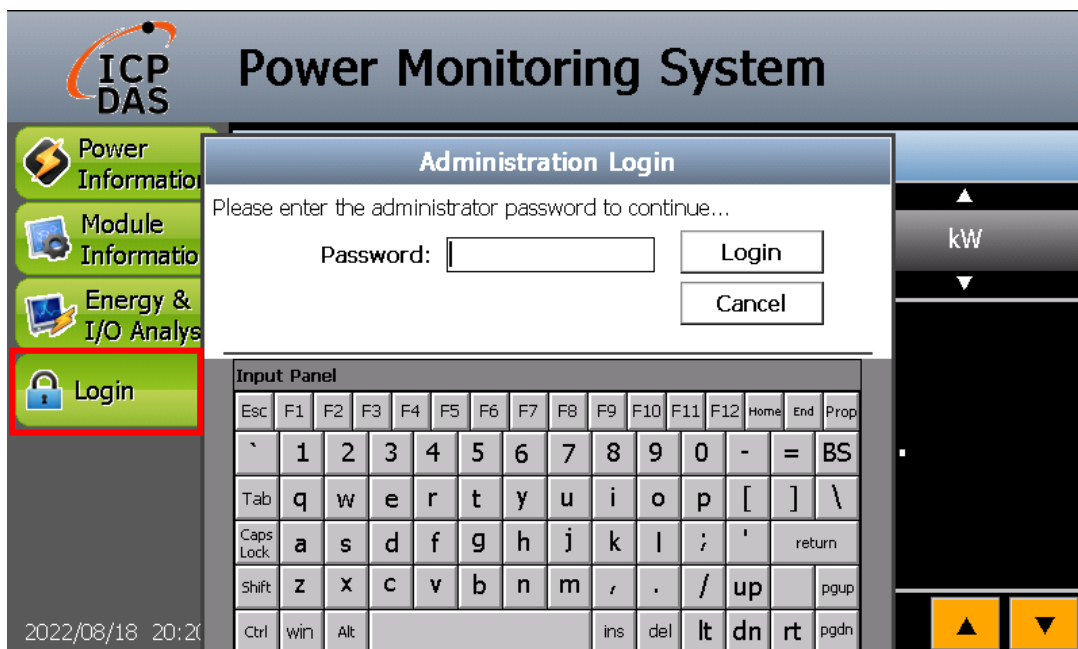 ICP
DAS
Power Monitoring System
Power
Information
Module
Informatio
Energy &
I/O Analys
Login
Administration Login
Please enter the administrator password to continue...
Password:
Login
Cancel
kW
Input Panel
Esc F1 F2 F3 F4 F5 F6 F7 F8 F9 F10 F11 F12 Home End Prop
` 1 2 3 4 5 6 7 8 9 0 - = BS
Tab q w e r t y u i o p [ ] \
Caps Lock a s d f g h j k l ; ' return
Shift z x c v b n m , . / up pgup
Ctrl win Alt ins del lt dn rt pgdn
2022/08/18 20:20